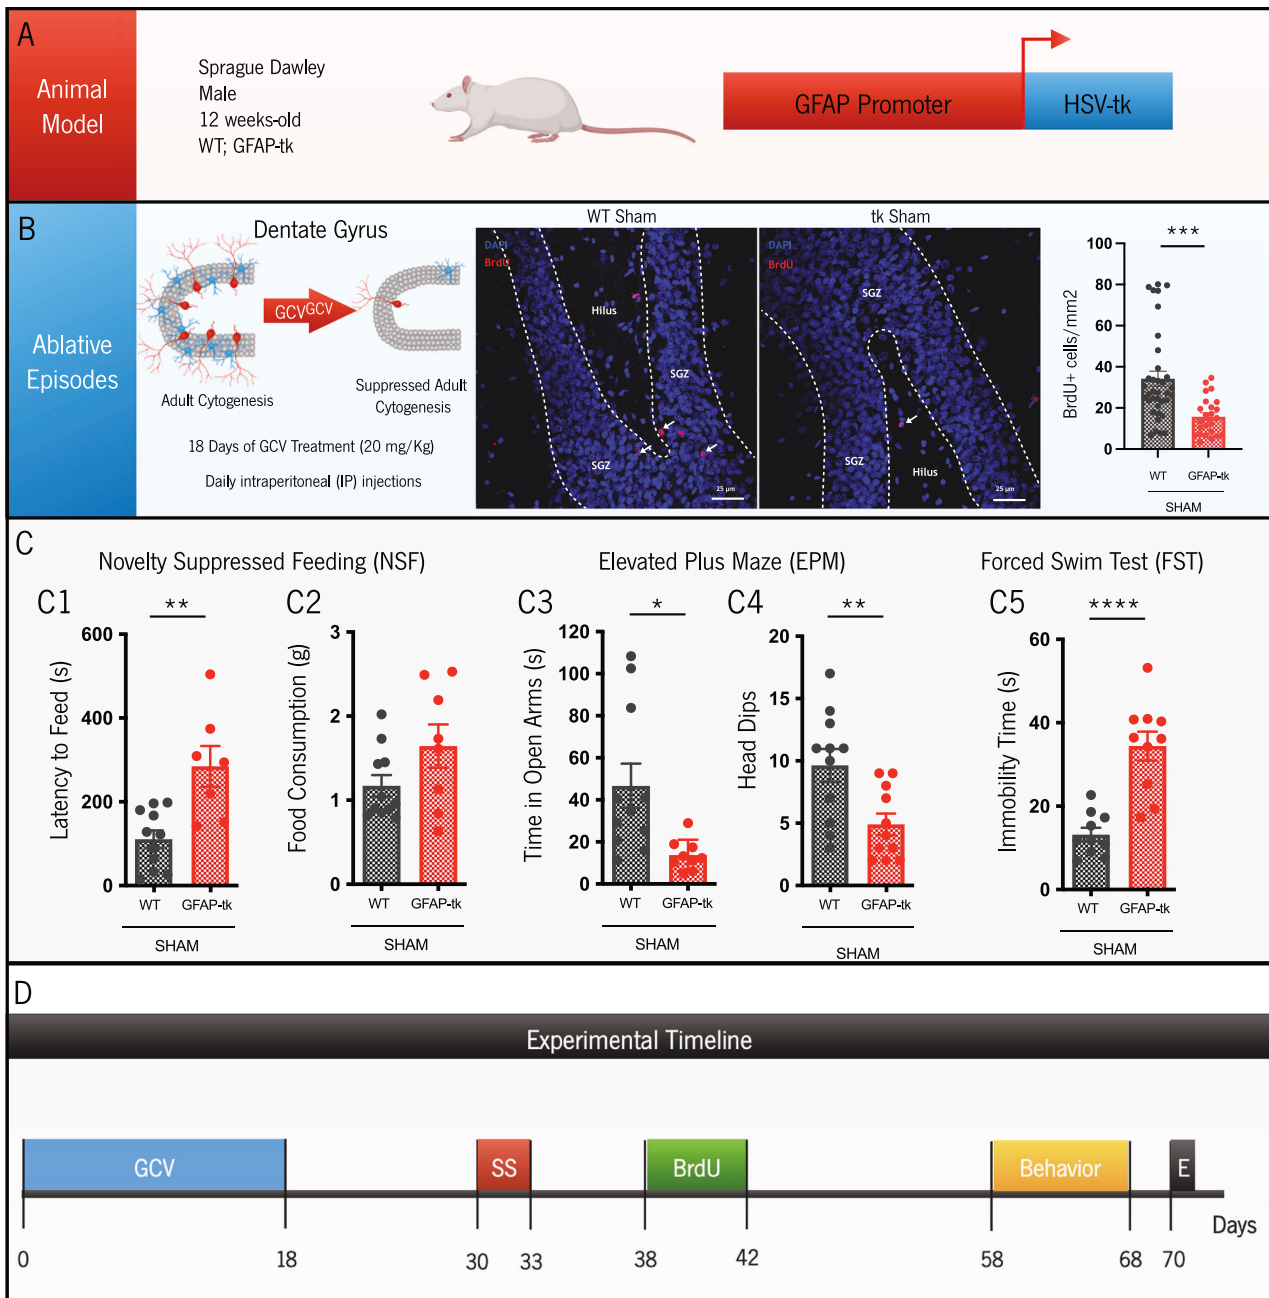 A
Animal
Model
Sprague Dawley
Male
12 weeks-old
WT; GFAP-tk
GFAP Promoter
HSV-tk
B
Ablative
Episodes
Dentate Gyrus
GCVGCV
Adult Cytogenesis
Suppressed Adult
Cytogenesis
18 Days of GCV Treatment (20 mg/Kg)
Daily intraperitoneal (IP) injections
WT Sham
DAPI
BrdU
Hilus
SGZ
SGZ
25 µm
tk Sham
DAPI
BrdU
SGZ
SGZ
Hilus
25 µm
***
BrdU+ cells/mm2
100
80
60
40
20
0
WT
GFAP-tk
SHAM
C
Novelty Suppressed Feeding (NSF)
Elevated Plus Maze (EPM)
Forced Swim Test (FST)
C1
**
Latency to Feed (s)
600
400
200
0
WT
GFAP-tk
SHAM
C2
Food Consumption (g)
3
2
1
0
WT
GFAP-tk
SHAM
C3
*
Time in Open Arms (s)
120
100
80
60
40
20
0
WT
GFAP-tk
SHAM
C4
**
Head Dips
20
15
10
5
0
WT
GFAP-tk
SHAM
C5
****
Immobility Time (s)
60
40
20
0
WT
GFAP-tk
SHAM
D
Experimental Timeline
GCV
SS
BrdU
Behavior
E
Days
0
18
30
33
38
42
58
68
70